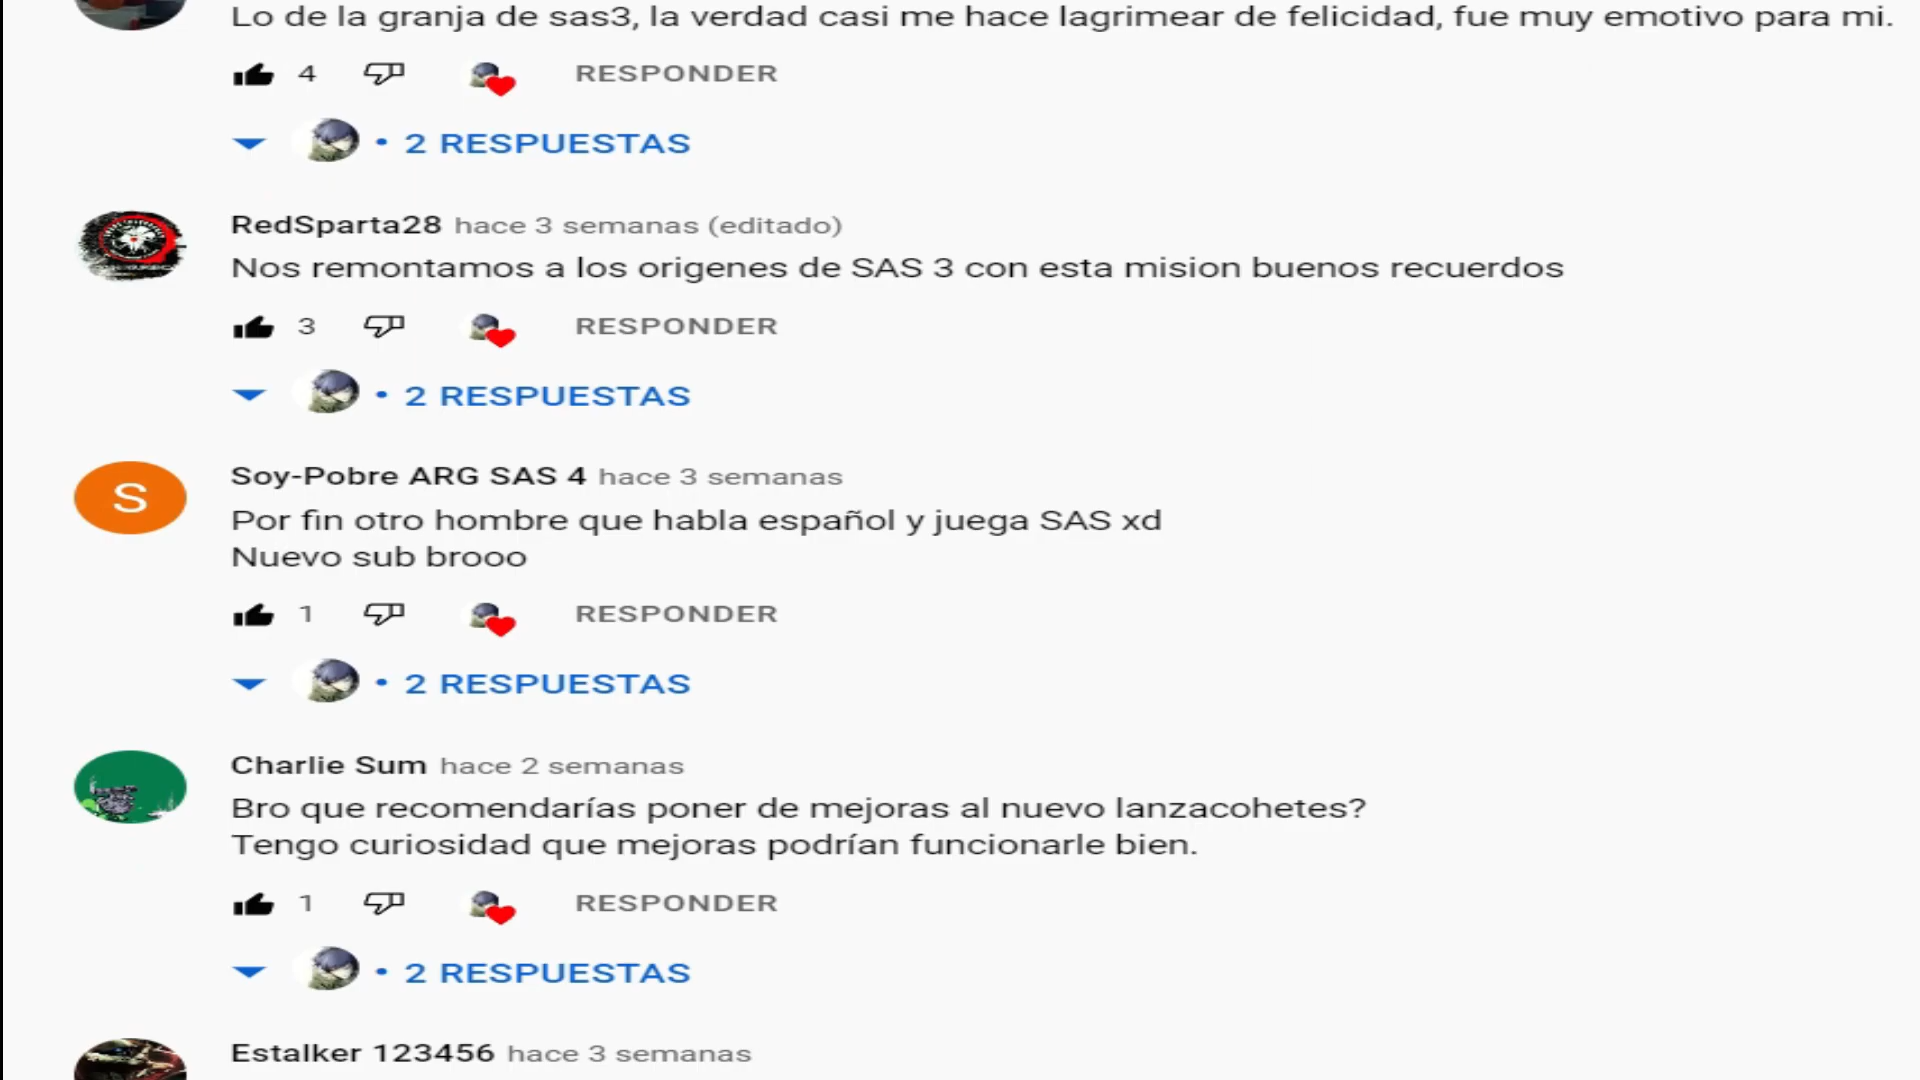 Lo de la granja de sas3, la verdad casi me hace lagrimear de felicidad, fue muy emotivo para mi.
4 RESPONDER
• 2 RESPUESTAS
RedSparta28 hace 3 semanas (editado)
Nos remontamos a los origenes de SAS 3 con esta mision buenos recuerdos
3 RESPONDER
• 2 RESPUESTAS
S
Soy-Pobre ARG SAS 4 hace 3 semanas
Por fin otro hombre que habla español y juega SAS xd
Nuevo sub brooo
1 RESPONDER
• 2 RESPUESTAS
Charlie Sum hace 2 semanas
Bro que recomendarías poner de mejoras al nuevo lanzacohetes?
Tengo curiosidad que mejoras podrían funcionarle bien.
1 RESPONDER
• 2 RESPUESTAS
Estalker 123456 hace 3 semanas